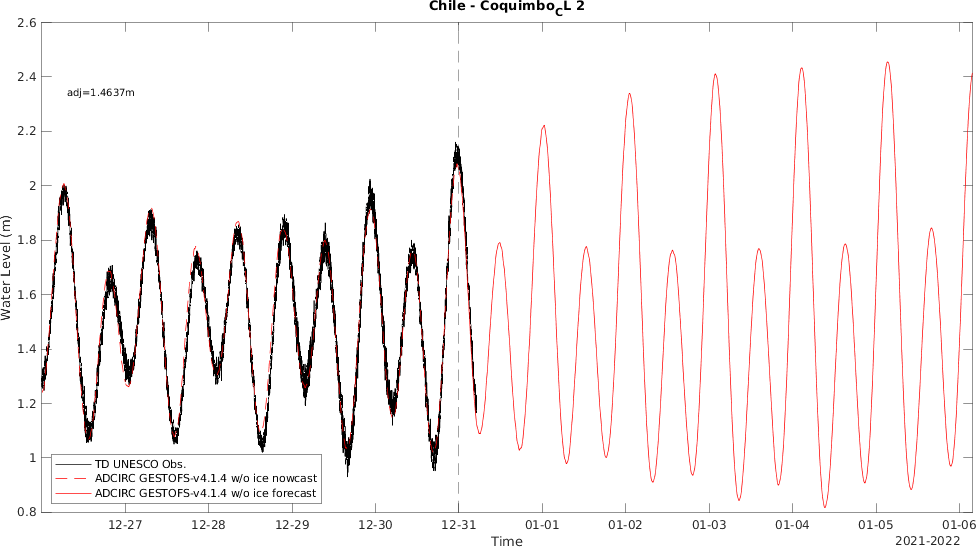 Chile - Coquimbo_CL 2
2.6
2.4
2.2
2
1.8
1.6
1.4
1.2
1
0.8
Water Level (m)
adj=1.4637m
TD UNESCO Obs.
ADCIRC GESTOFS-v4.1.4 w/o ice nowcast
ADCIRC GESTOFS-v4.1.4 w/o ice forecast
12-27 12-28 12-29 12-30 12-31 01-01 01-02 01-03 01-04 01-05 01-06
Time
2021-2022